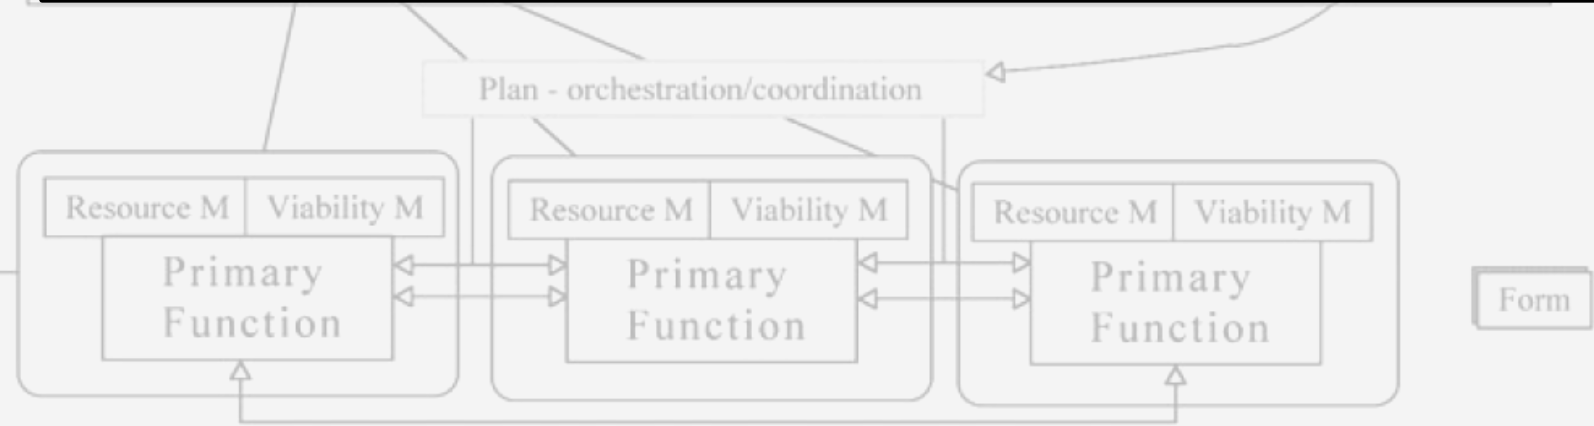 Plan - orchestration/coordination
Resource M Viability M
Primary
Function
Resource M Viability M
Primary
Function
Resource M Viability M
Primary
Function
Form